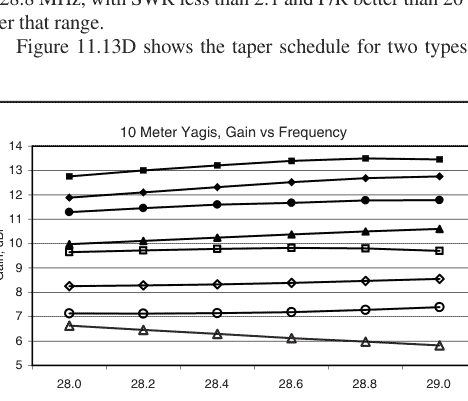 28.8 MHz, with SWR less than 2:1 and F/R better than 20
er that range.
Figure 11.13D shows the taper schedule for two types
10 Meter Yagis, Gain vs Frequency
14
13
12
11
10
9
8
7
6
5
28.0 28.2 28.4 28.6 28.8 29.0